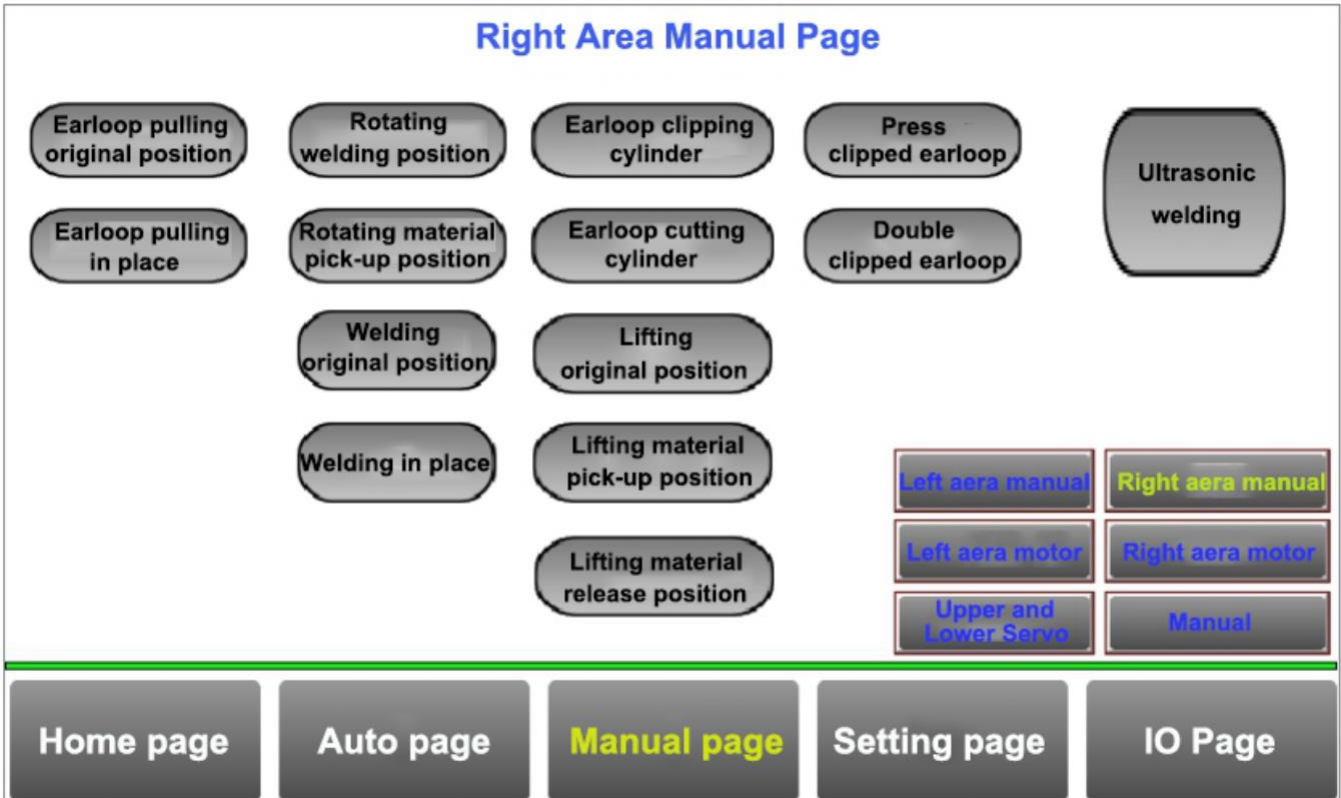 Right Area Manual Page
Earloop pulling
original position
Rotating
welding position
Earloop clipping
cylinder
Press
clipped earloop
Ultrasonic
welding
Earloop pulling
in place
Rotating material
pick-up position
Earloop cutting
cylinder
Double
clipped earloop
Welding
original position
Lifting
original position
Welding in place
Lifting material
pick-up position
Lifting material
release position
Left aera manual
Right aera manual
Left aera motor
Right aera motor
Upper and
Lower Servo
Manual
Home page
Auto page
Manual page
Setting page
IO Page